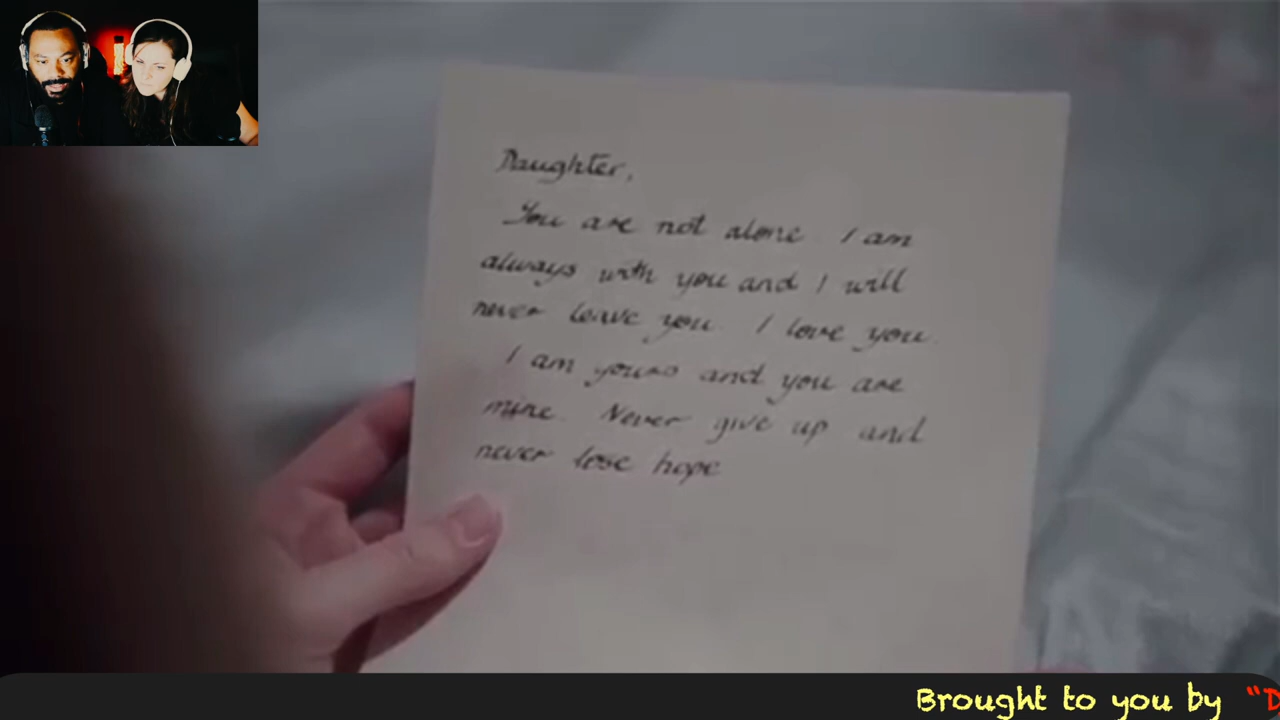 Daughter,
You are not alone I am
always with you and I will
never leave you. I love you.
I am yours and you are
mine. Never give up and
never lose hope
Brought to you by "D